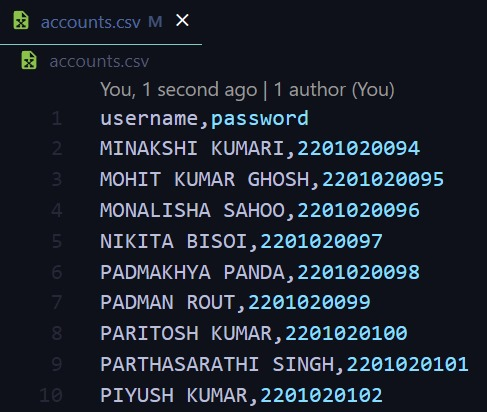 accounts.csv M ×
accounts.csv
You, 1 second ago | 1 author (You)
1 username,password
2 MINAKSHI KUMARI,2201020094
3 MOHIT KUMAR GHOSH,2201020095
4 MONALISHA SAHOO,2201020096
5 NIKITA BISOI,2201020097
6 PADMAKHYA PANDA,2201020098
7 PADMAN ROUT,2201020099
8 PARITOSH KUMAR,2201020100
9 PARTHASARATHI SINGH,2201020101
10 PIYUSH KUMAR,2201020102